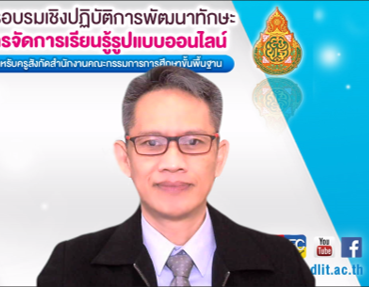 รอบรมเชิงปฏิบัติการพัฒนาทักษะ
ารจัดการเรียนรู้รูปแบบออนไลน์
หรับครูสังกัดสำนักงานคณะกรรมการการศึกษาขั้นพื้นฐาน
You Tube f
dlit.ac.th